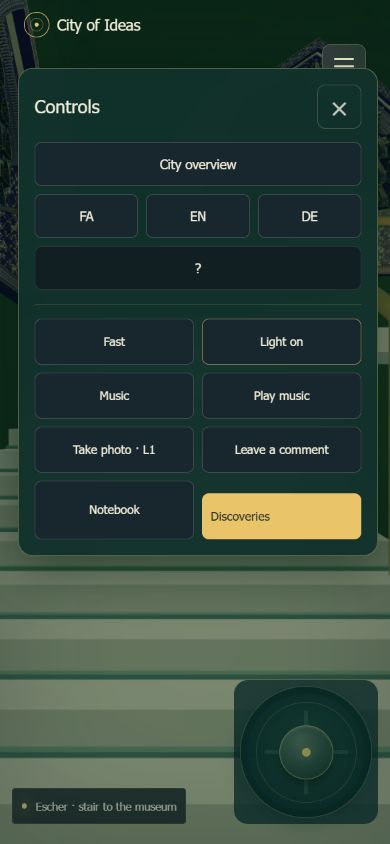 City of Ideas
Controls
City overview
FA
EN
DE
?
Fast
Light on
Music
Play music
Take photo · L1
Leave a comment
Notebook
Discoveries
Escher · stair to the museum